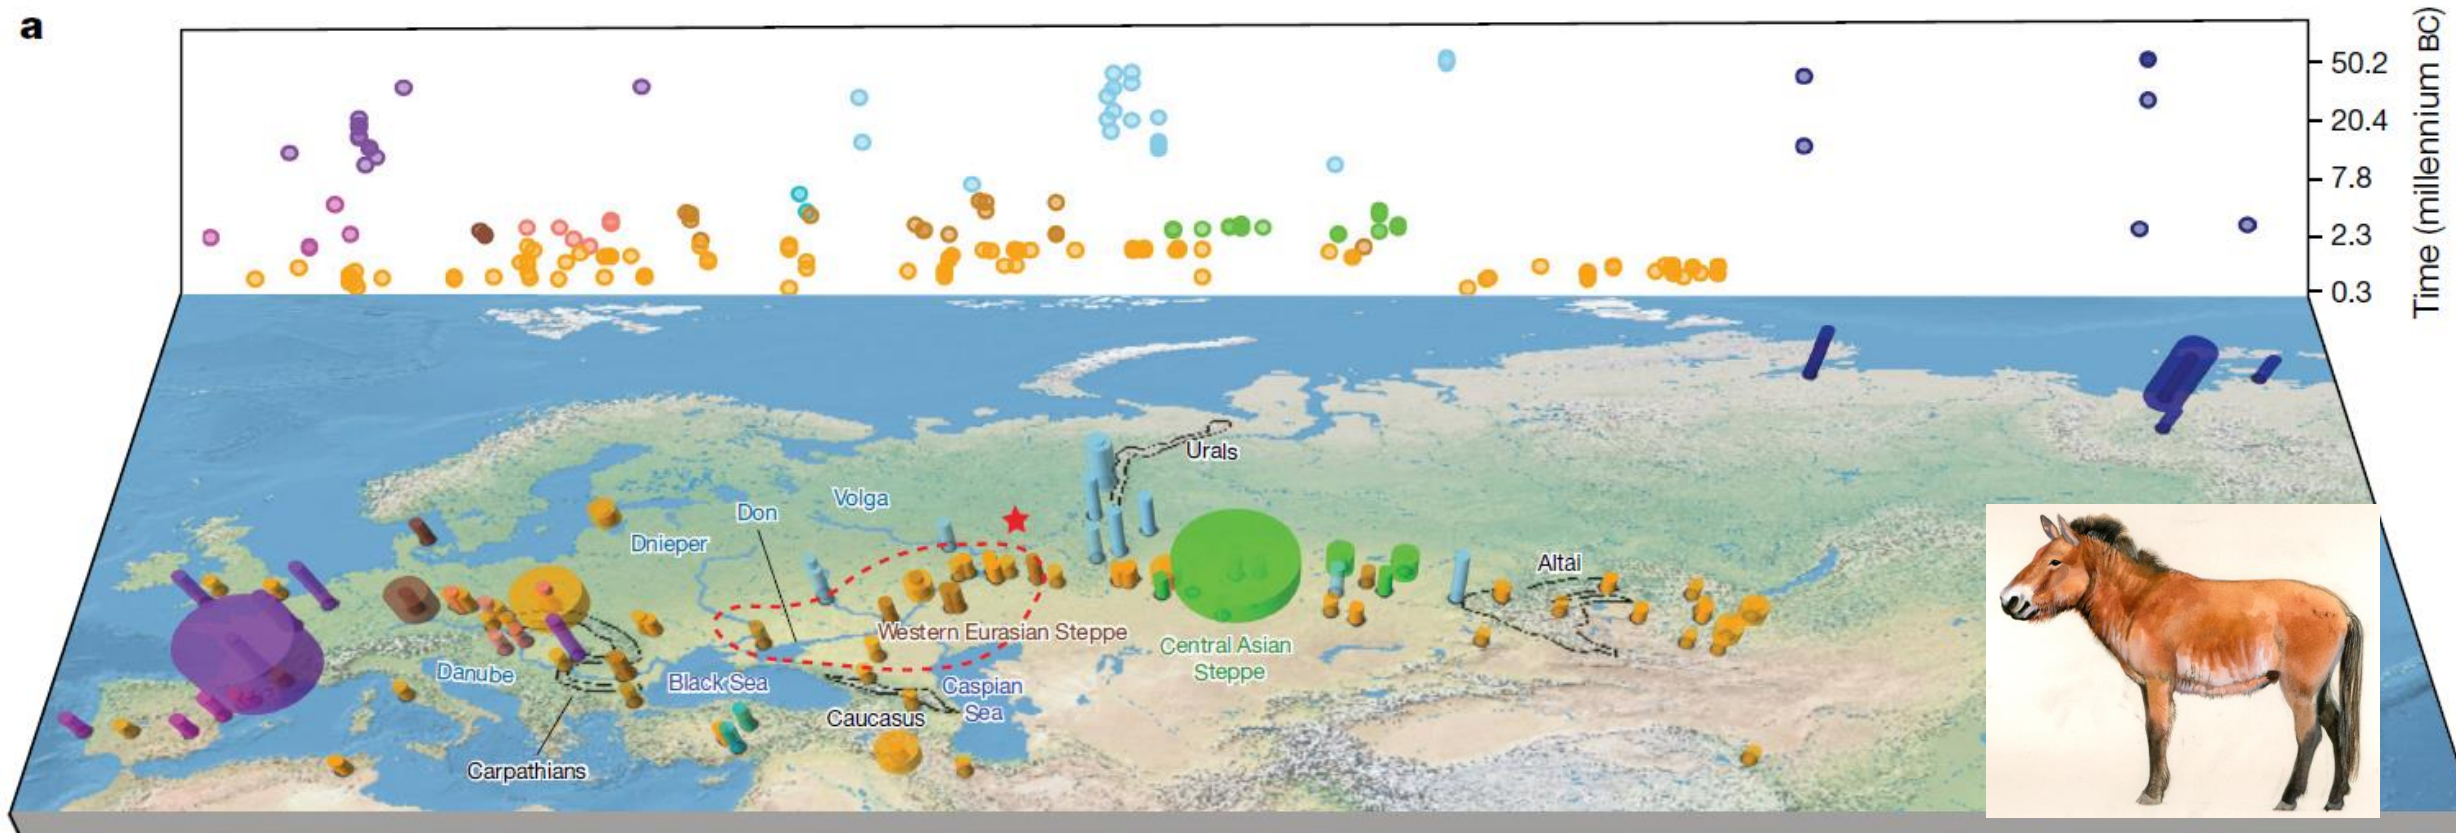 a
50.2
20.4
7.8
2.3
0.3
Time (millennium BC)
Urals
Volga
Don
Dnieper
Altai
Western Eurasian Steppe
Central Asian
Steppe
Danube
Black Sea
Caspian
Sea
Caucasus
Carpathians